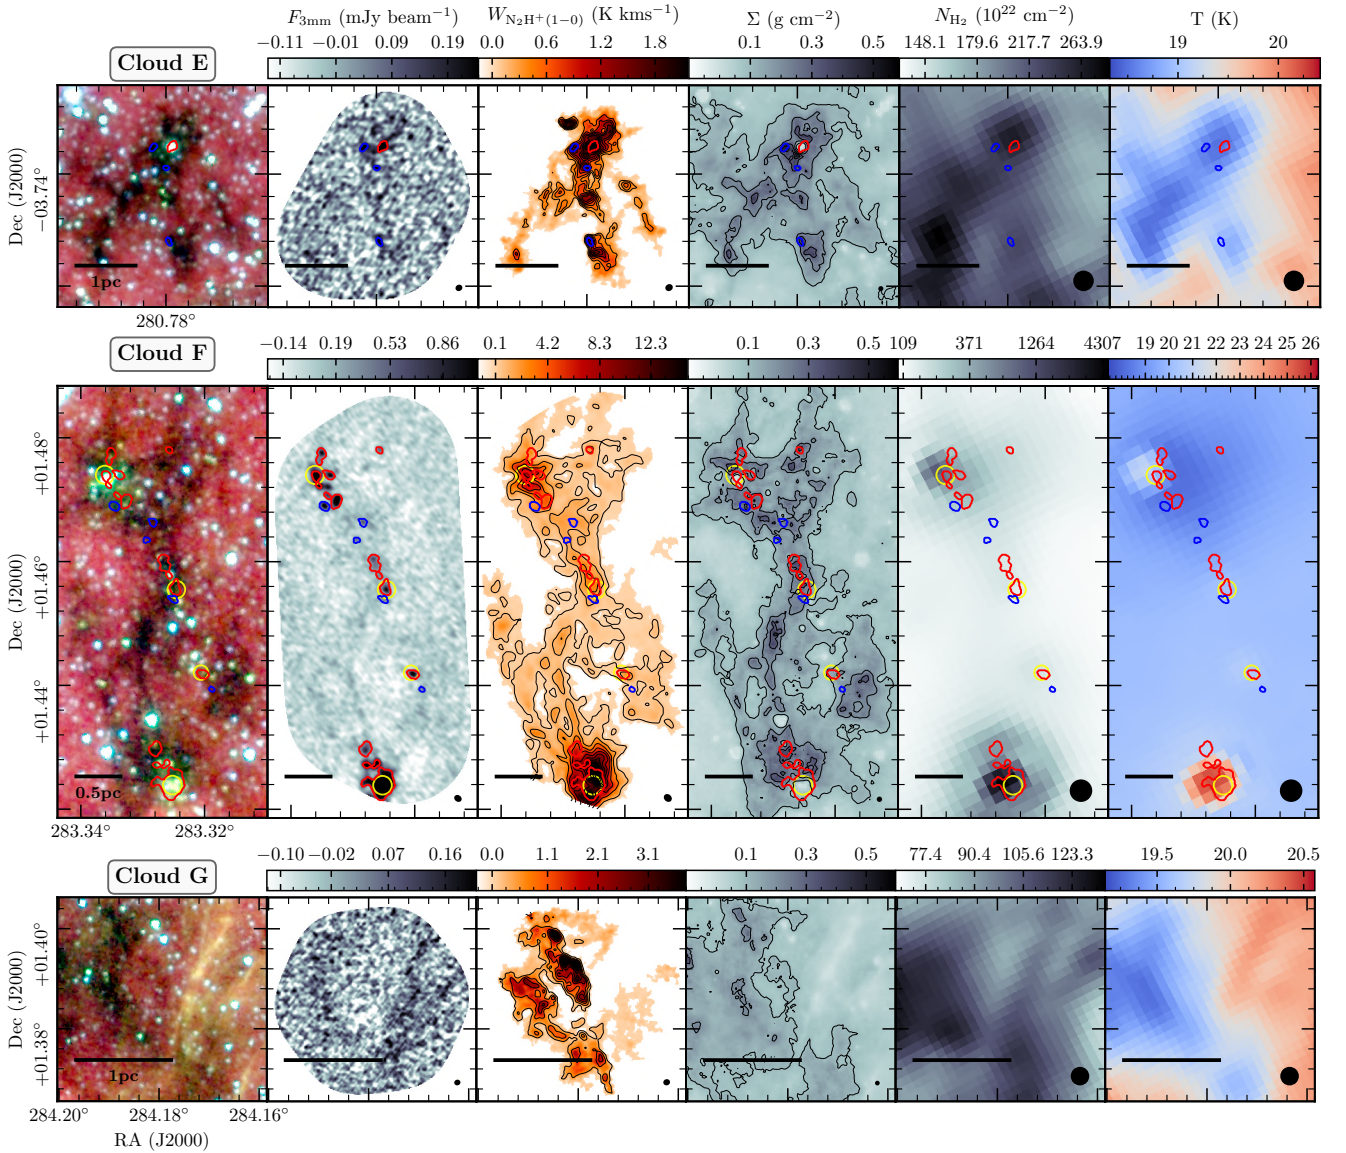 F3mm (mJy beam−1) WN2H+(1−0) (K kms−1) Σ (g cm−2) NH2 (10^22 cm−2) T (K)
−0.11 −0.01 0.09 0.19 0.0 0.6 1.2 1.8 0.1 0.3 0.5 148.1 179.6 217.7 263.9 19 20
Cloud E
Dec (J2000)
−03.74°
1pc
280.78°
Cloud F
−0.14 0.19 0.53 0.86 0.1 4.2 8.3 12.3 0.1 0.3 0.5 109 371 1264 4307 19 20 21 22 23 24 25 26
Dec (J2000)
+01.48°
+01.46°
+01.44°
0.5pc
283.34° 283.32°
Cloud G
−0.10 −0.02 0.07 0.16 0.0 1.1 2.1 3.1 0.1 0.3 0.5 77.4 90.4 105.6 123.3 19.5 20.0 20.5
Dec (J2000)
+01.40°
+01.38°
1pc
284.20° 284.18° 284.16°
RA (J2000)